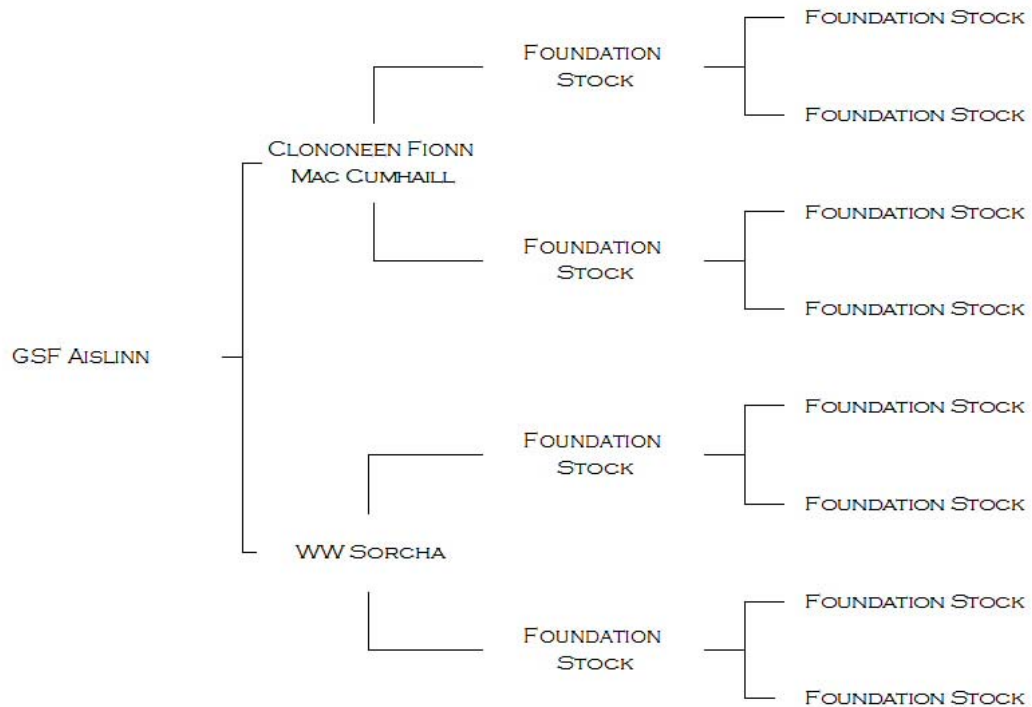 Foundation Stock
Foundation
Stock
Foundation Stock
Clononeen Fionn
Mac Cumhaill
Foundation Stock
Foundation
Stock
Foundation Stock
GSF Aislinn
Foundation Stock
Foundation
Stock
Foundation Stock
WW Sorcha
Foundation Stock
Foundation
Stock
Foundation Stock